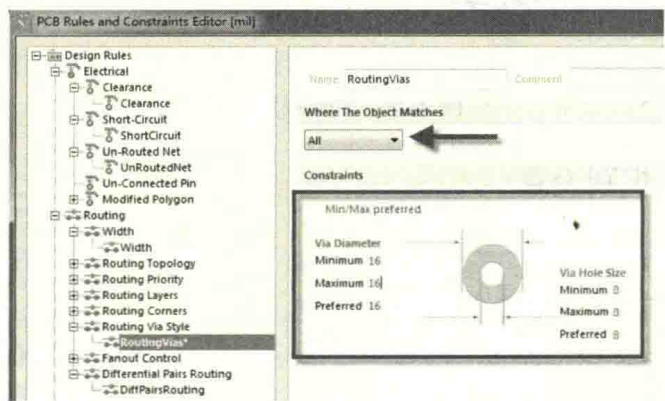 PCB Rules and Constraints Editor [mil]
Design Rules
Electrical
Clearance
Clearance
Short-Circuit
ShortCircuit
Un-Routed Net
UnRoutedNet
Un-Connected Pin
Modified Polygon
Routing
Width
Width
Routing Topology
Routing Priority
Routing Layers
Routing Corners
Routing Via Style
RoutingVias*
Fanout Control
Differential Pairs Routing
DiffPairsRouting
Name RoutingVias Comment
Where The Object Matches
All
Constraints
Min/Max preferred
Via Diameter
Minimum 16
Maximum 16
Preferred 16
Via Hole Size
Minimum 8
Maximum 8
Preferred 8